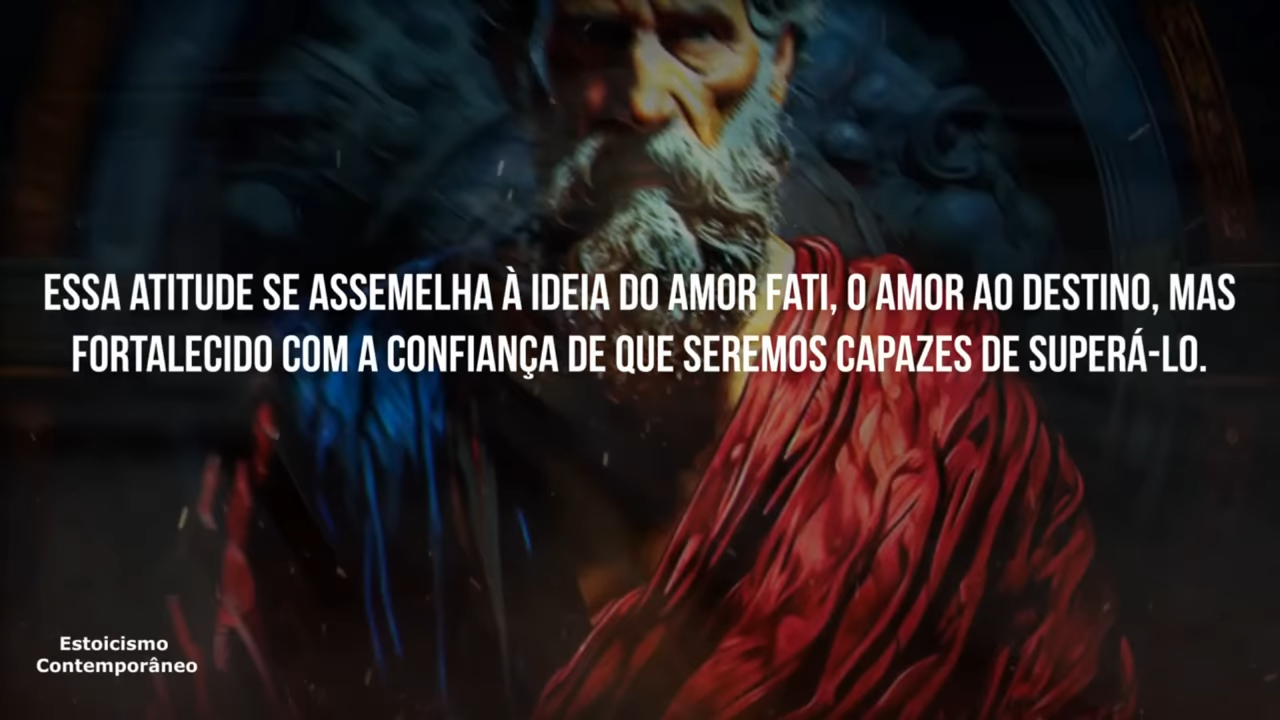 ESSA ATITUDE SE ASSEMELHA À IDEIA DO AMOR FATI, O AMOR AO DESTINO, MAS
FORTALECIDO COM A CONFIANÇA DE QUE SEREMOS CAPAZES DE SUPERÁ-LO.
Estoicismo
Contemporâneo